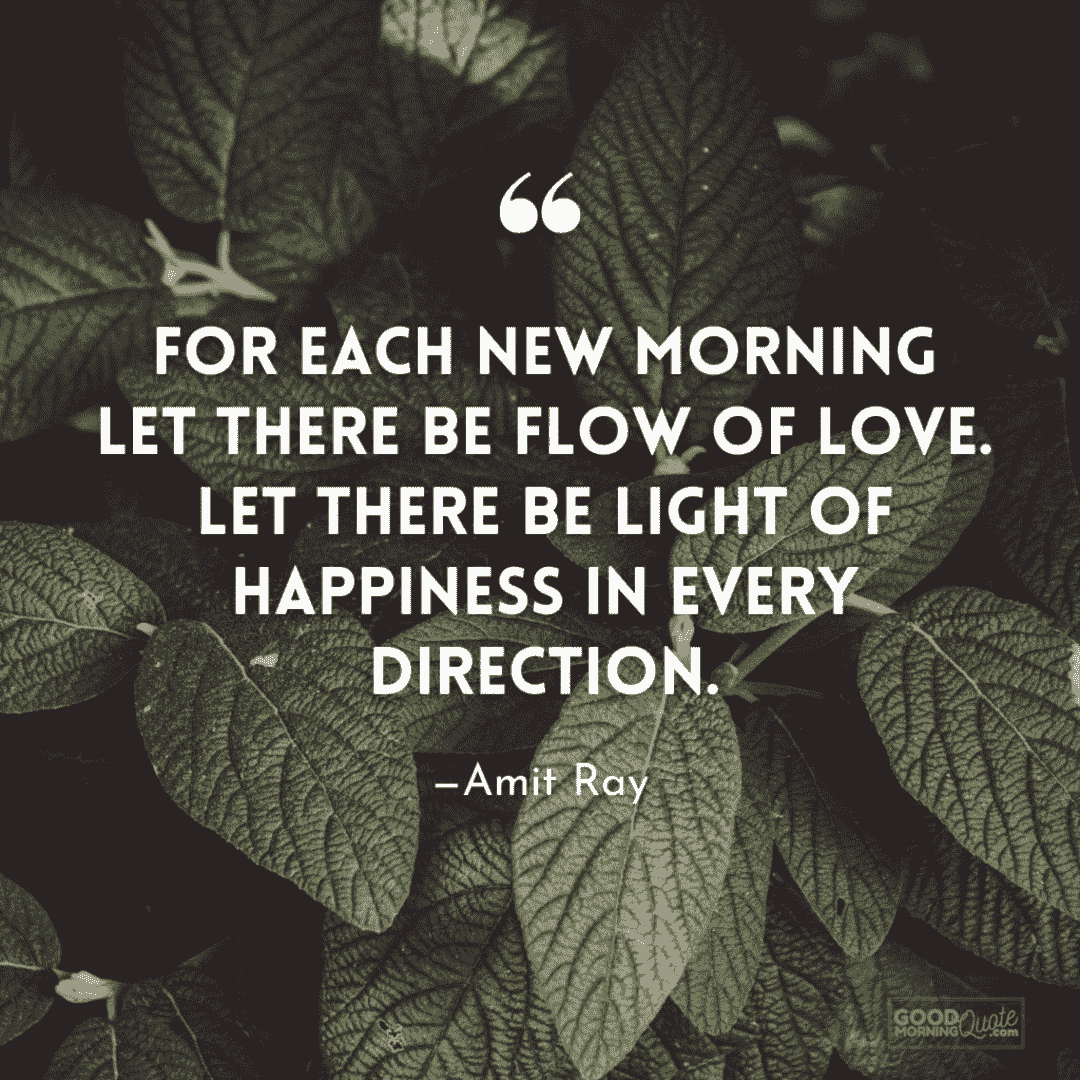 “
FOR EACH NEW MORNING
LET THERE BE FLOW OF LOVE.
LET THERE BE LIGHT OF
HAPPINESS IN EVERY
DIRECTION.
–Amit Ray
GOOD
MORNING Quote
.com